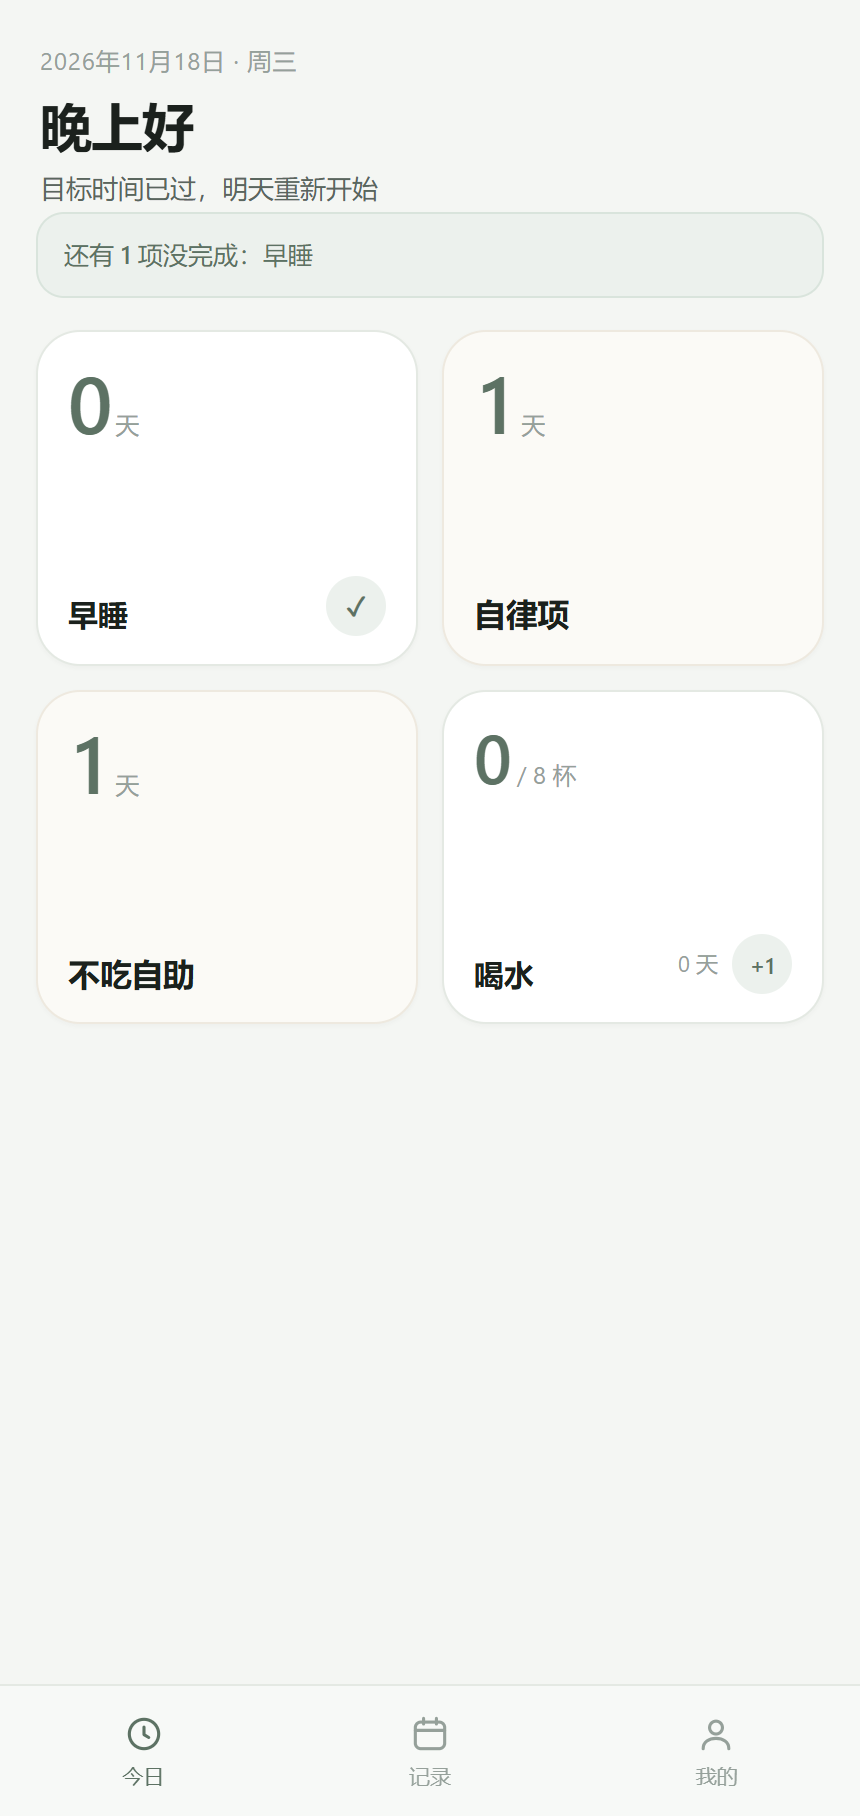 2026年11月18日 · 周三
晚上好
目标时间已过，明天重新开始
还有 1 项没完成：早睡
0 天
1 天
早睡
✓
自律项
1 天
0 / 8 杯
不吃自助
喝水
0 天
+1
今日
记录
我的